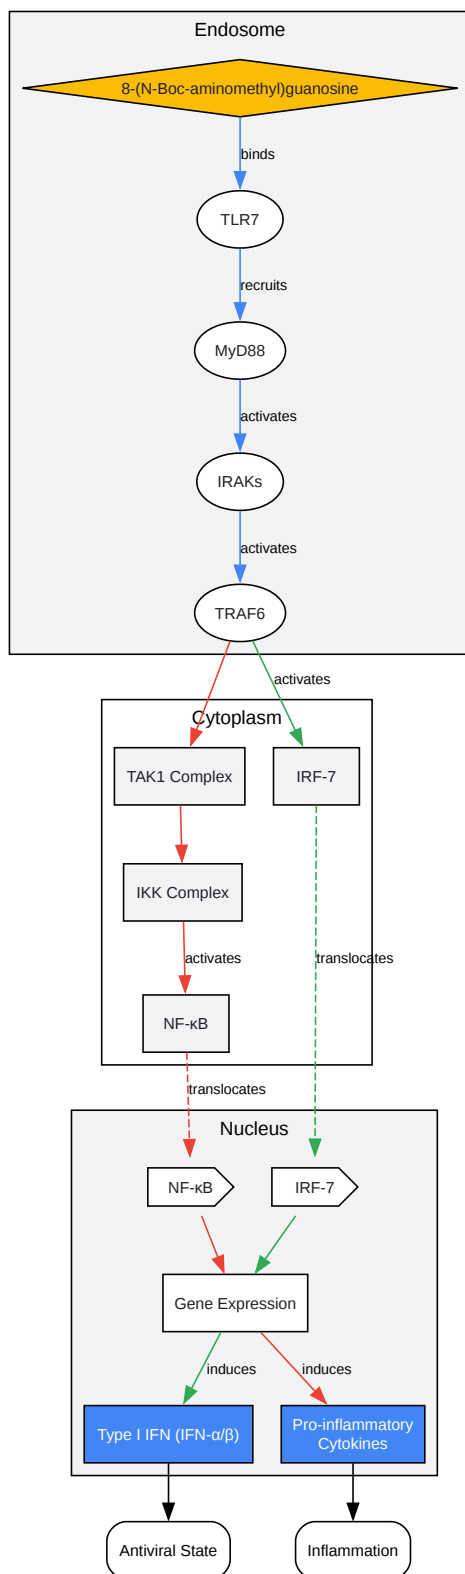 Endosome
8-(N-Boc-aminomethyl)guanosine
binds
TLR7
recruits
MyD88
activates
IRAKs
activates
TRAF6
activates
Cytoplasm
TAK1 Complex
IRF-7
IKK Complex
activates
translocates
NF-κB
translocates
Nucleus
NF-κB
IRF-7
Gene Expression
induces
induces
Type I IFN (IFN-α/β)
Pro-inflammatory
Cytokines
Antiviral State
Inflammation